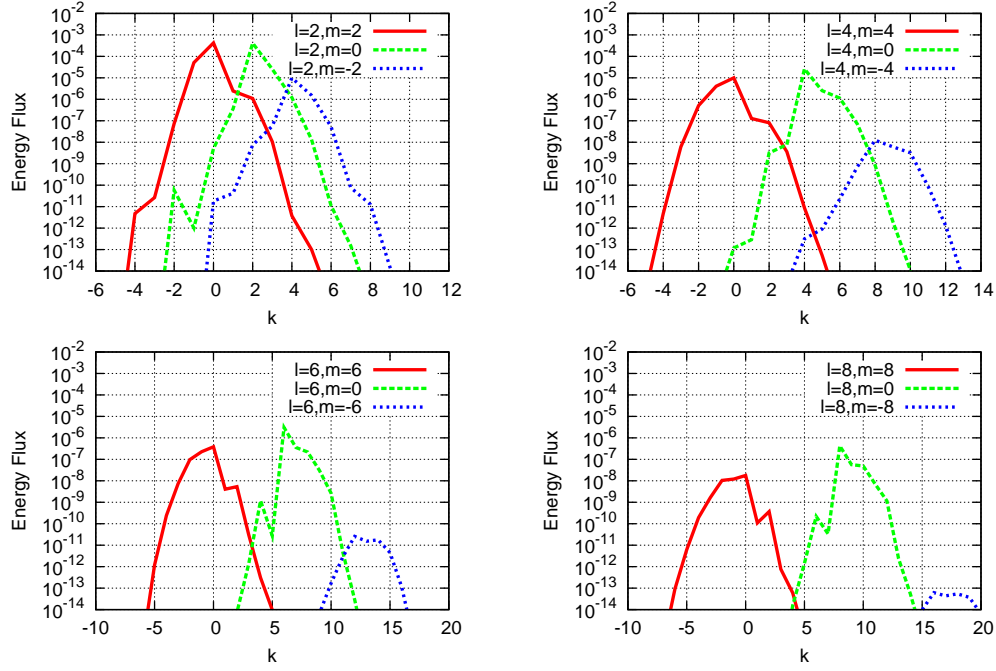 10^-2
10^-3
10^-4
10^-5
10^-6
10^-7
10^-8
10^-9
10^-10
10^-11
10^-12
10^-13
10^-14
Energy Flux
l=2,m=2
l=2,m=0
l=2,m=-2
-6 -4 -2 0 2 4 6 8 10 12
k
10^-2
10^-3
10^-4
10^-5
10^-6
10^-7
10^-8
10^-9
10^-10
10^-11
10^-12
10^-13
10^-14
Energy Flux
l=4,m=4
l=4,m=0
l=4,m=-4
-6 -4 -2 0 2 4 6 8 10 12 14
k
10^-2
10^-3
10^-4
10^-5
10^-6
10^-7
10^-8
10^-9
10^-10
10^-11
10^-12
10^-13
10^-14
Energy Flux
l=6,m=6
l=6,m=0
l=6,m=-6
-10 -5 0 5 10 15 20
k
10^-2
10^-3
10^-4
10^-5
10^-6
10^-7
10^-8
10^-9
10^-10
10^-11
10^-12
10^-13
10^-14
Energy Flux
l=8,m=8
l=8,m=0
l=8,m=-8
-10 -5 0 5 10 15 20
k